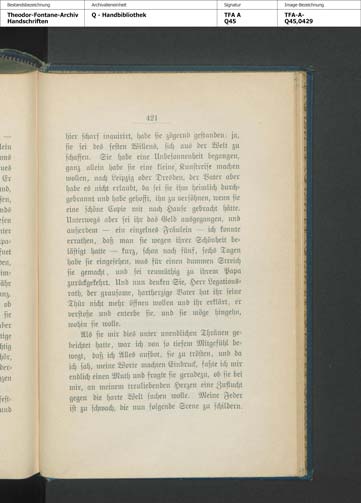 Bestandsbezeichnung
Theodor-Fontane-Archiv
Handschriften
Archivalieneinheit
Q - Handbibliothek
Signatur
TFA A
Q45
Image-Bezeichnung
TFA-A-
Q45,0429
421
hier scharf inquirirt, habe sie zögernd gestanden: ja,
sie sei des festen Willens, sich aus der Welt zu
schaffen. Sie habe eine Unbesonnenheit begangen,
ganz allein habe sie eine kleine Kunstreise machen
wollen, nach Leipzig oder Dresden, der Vater aber
habe es nicht erlaubt, da sei sie ihm heimlich durch-
gebrannt und habe gehofft, ihn zu versöhnen, wenn sie
eine schöne Copie mit nach Hause gebracht hätte.
Unterwegs aber sei ihr das Geld ausgegangen, und
außerdem — ein einzelnes Fräulein — ich konnte
errathen, daß man sie wegen ihrer Schönheit be-
lästigt hatte — kurz, schon nach fünf, sechs Tagen
habe sie eingesehen, was für einen dummen Streich
sie gemacht, und sei reumüthig zu ihrem Papa
zurückgekehrt. Und nun denken Sie, Herr Legations-
rath, der grausame, hartherzige Vater hat ihr seine
Thür nicht mehr öffnen wollen und ihr erklärt, er
verstoße und enterbe sie, und sie möge hingehn,
wohin sie wolle.
Als sie mir dies unter unendlichen Thränen ge-
beichtet hatte, war ich von so tiefem Mitgefühl be-
wegt, daß ich Alles aufbot, sie zu trösten, und da
ich sah, meine Worte machten Eindruck, faßte ich mir
endlich einen Muth und fragte sie geradezu, ob sie bei
mir, an meinem treuliebenden Herzen eine Zuflucht
gegen die harte Welt suchen wolle. Meine Feder
ist zu schwach, die nun folgende Scene zu schildern.